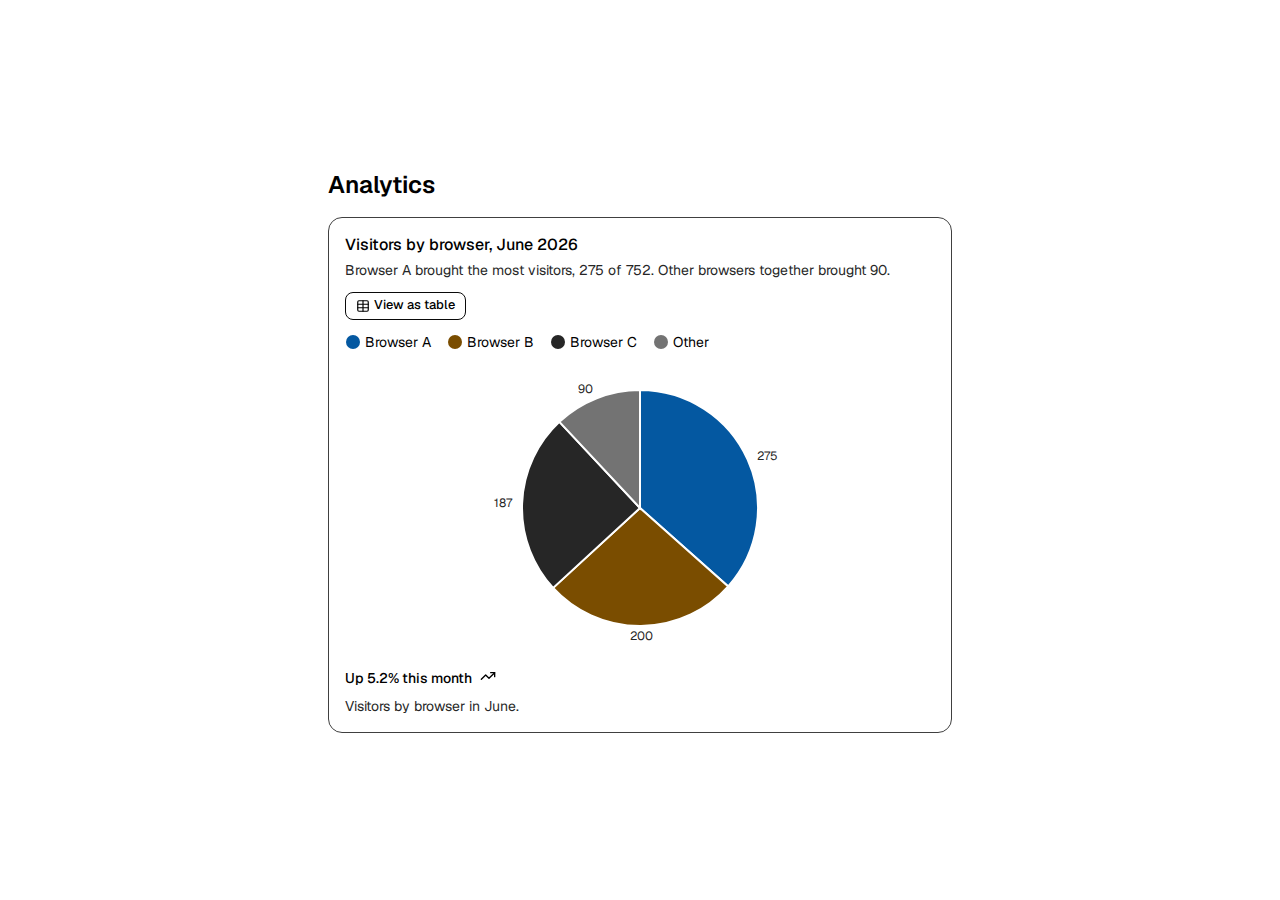 Analytics
Visitors by browser, June 2026
Browser A brought the most visitors, 275 of 752. Other browsers together brought 90.
View as table
Browser A Browser B Browser C Other
90
275
187
200
Up 5.2% this month
Visitors by browser in June.